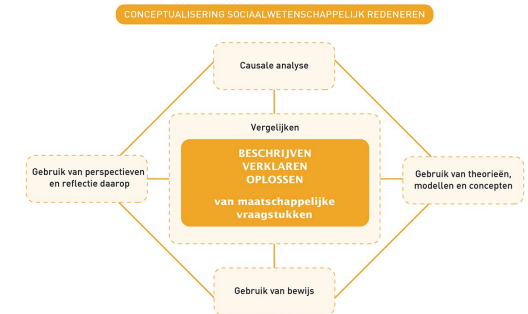 CONCEPTUALISERING SOCIAALWETENSCHAPPELIJK REDENEREN
Causale analyse
Vergelijken
BESCHRIJVEN
VERKLAREN
OPLOSSEN
van maatschappelijke
vraagstukken
Gebruik van perspectieven
en reflectie daarop
Gebruik van theorieën,
modellen en concepten
Gebruik van bewijs